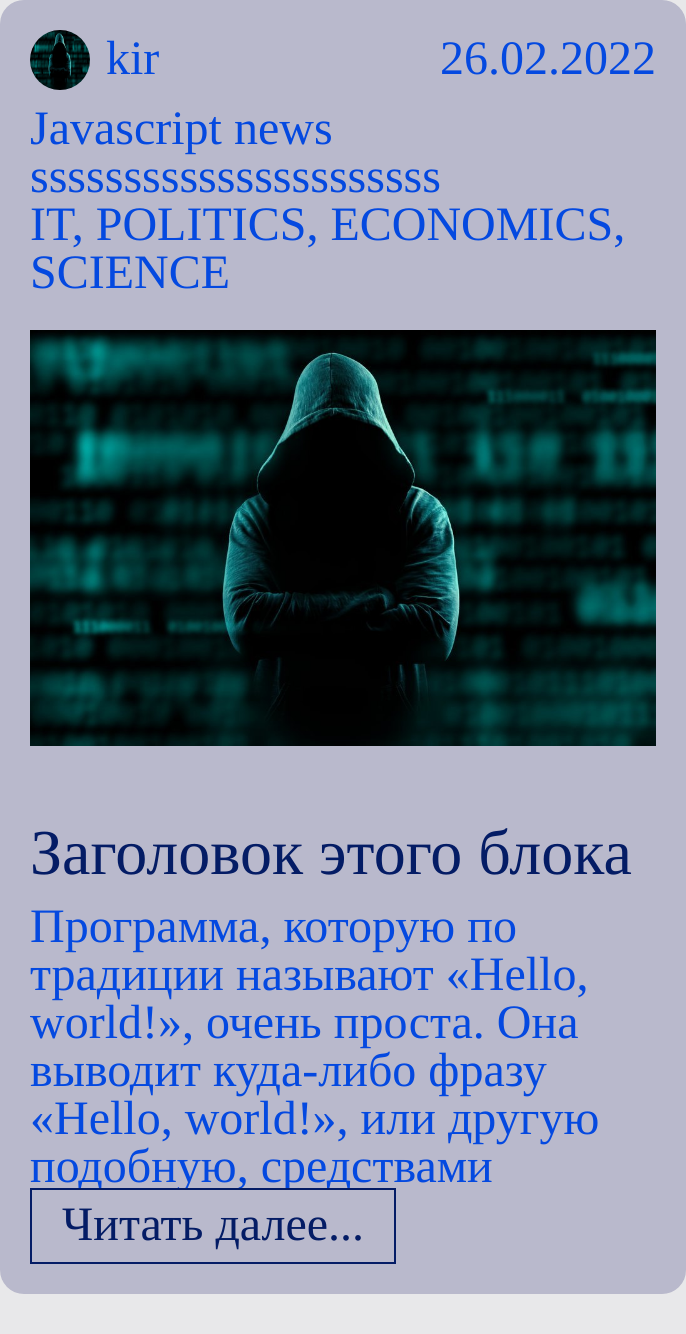 kir 26.02.2022
Javascript news
ssssssssssssssssssssss
IT, POLITICS, ECONOMICS,
SCIENCE
Заголовок этого блока
Программа, которую по
традиции называют «Hello,
world!», очень проста. Она
выводит куда-либо фразу
«Hello, world!», или другую
подобную, средствами
Читать далее...